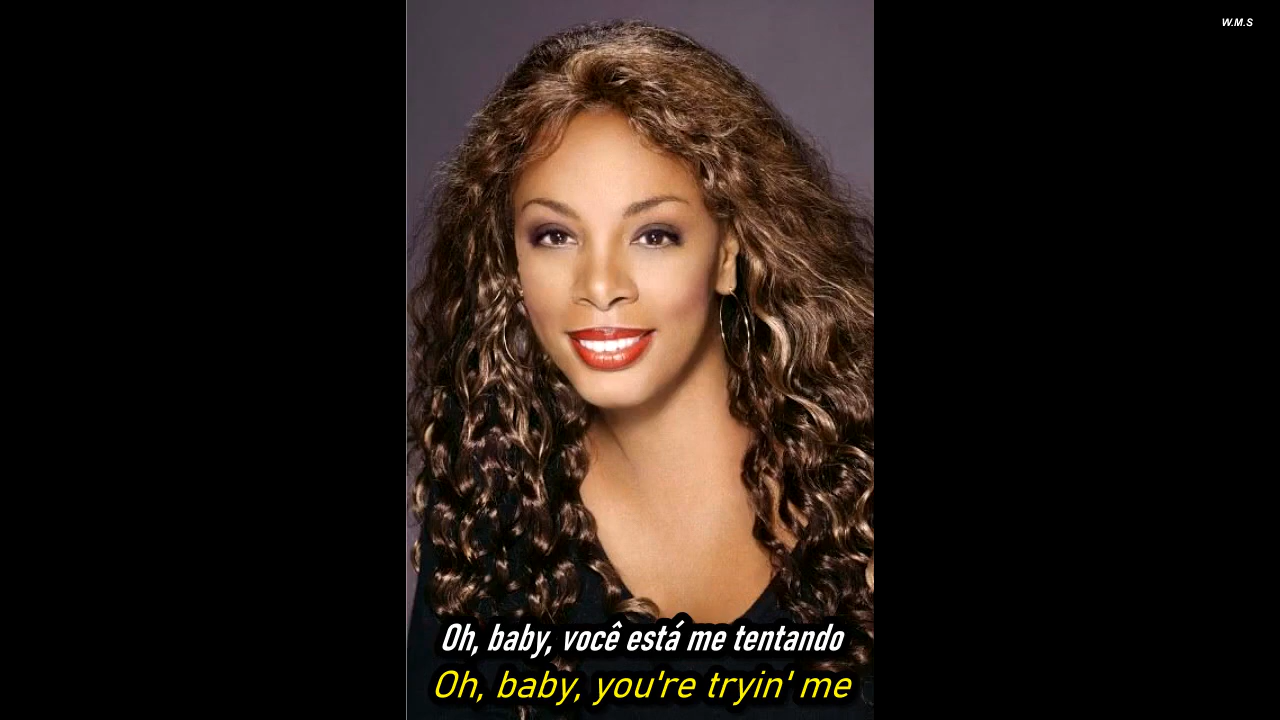 W.M.S
Oh, baby, você está me tentando
Oh, baby, you're tryin' me